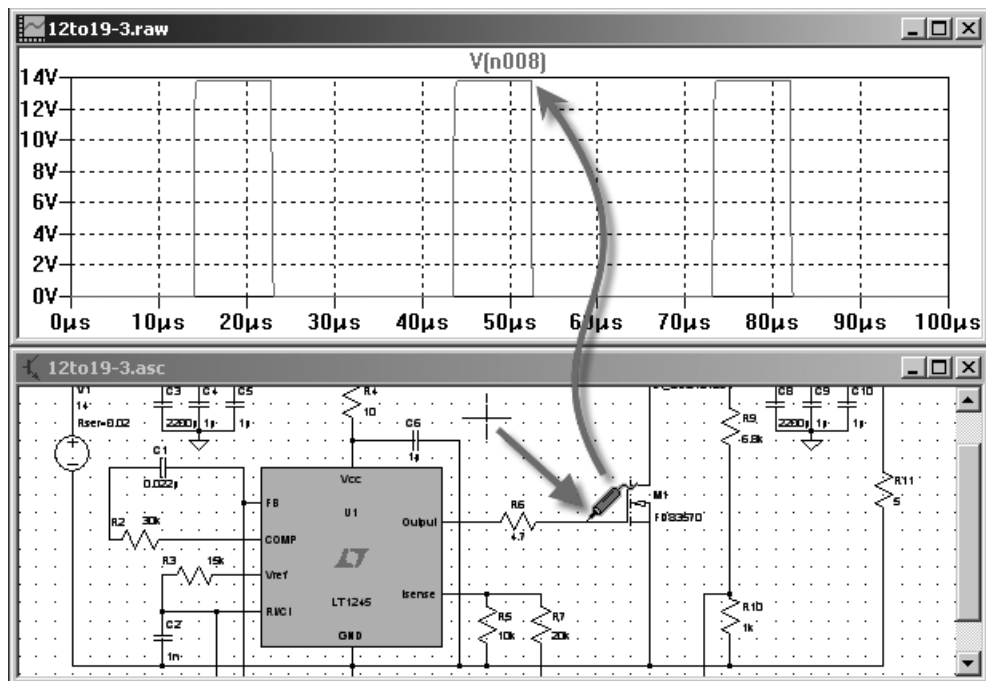 12to19-3.raw
V(n008)
14V
12V
10V
8V
6V
4V
2V
0V
0µs 10µs 20µs 30µs 40µs 50µs 60µs 70µs 80µs 90µs 100µs
12to19-3.asc
V1
14
Rser=0.02
C3 C4 C5
2200µ 1µ 1µ
R4
10
C6
1µ
C8 C9 C10
2200µ 1µ 1µ
R9
6.8k
R11
5
C1
0.022µ
R2 30k
R3 15k
C2
1n
Vcc
U1
FB
COMP
Vref
Rt/Ct
Output
Isense
LT1245
GND
R6
4.7
M1
FDB3570
R5
10k
R7
20k
R10
1k